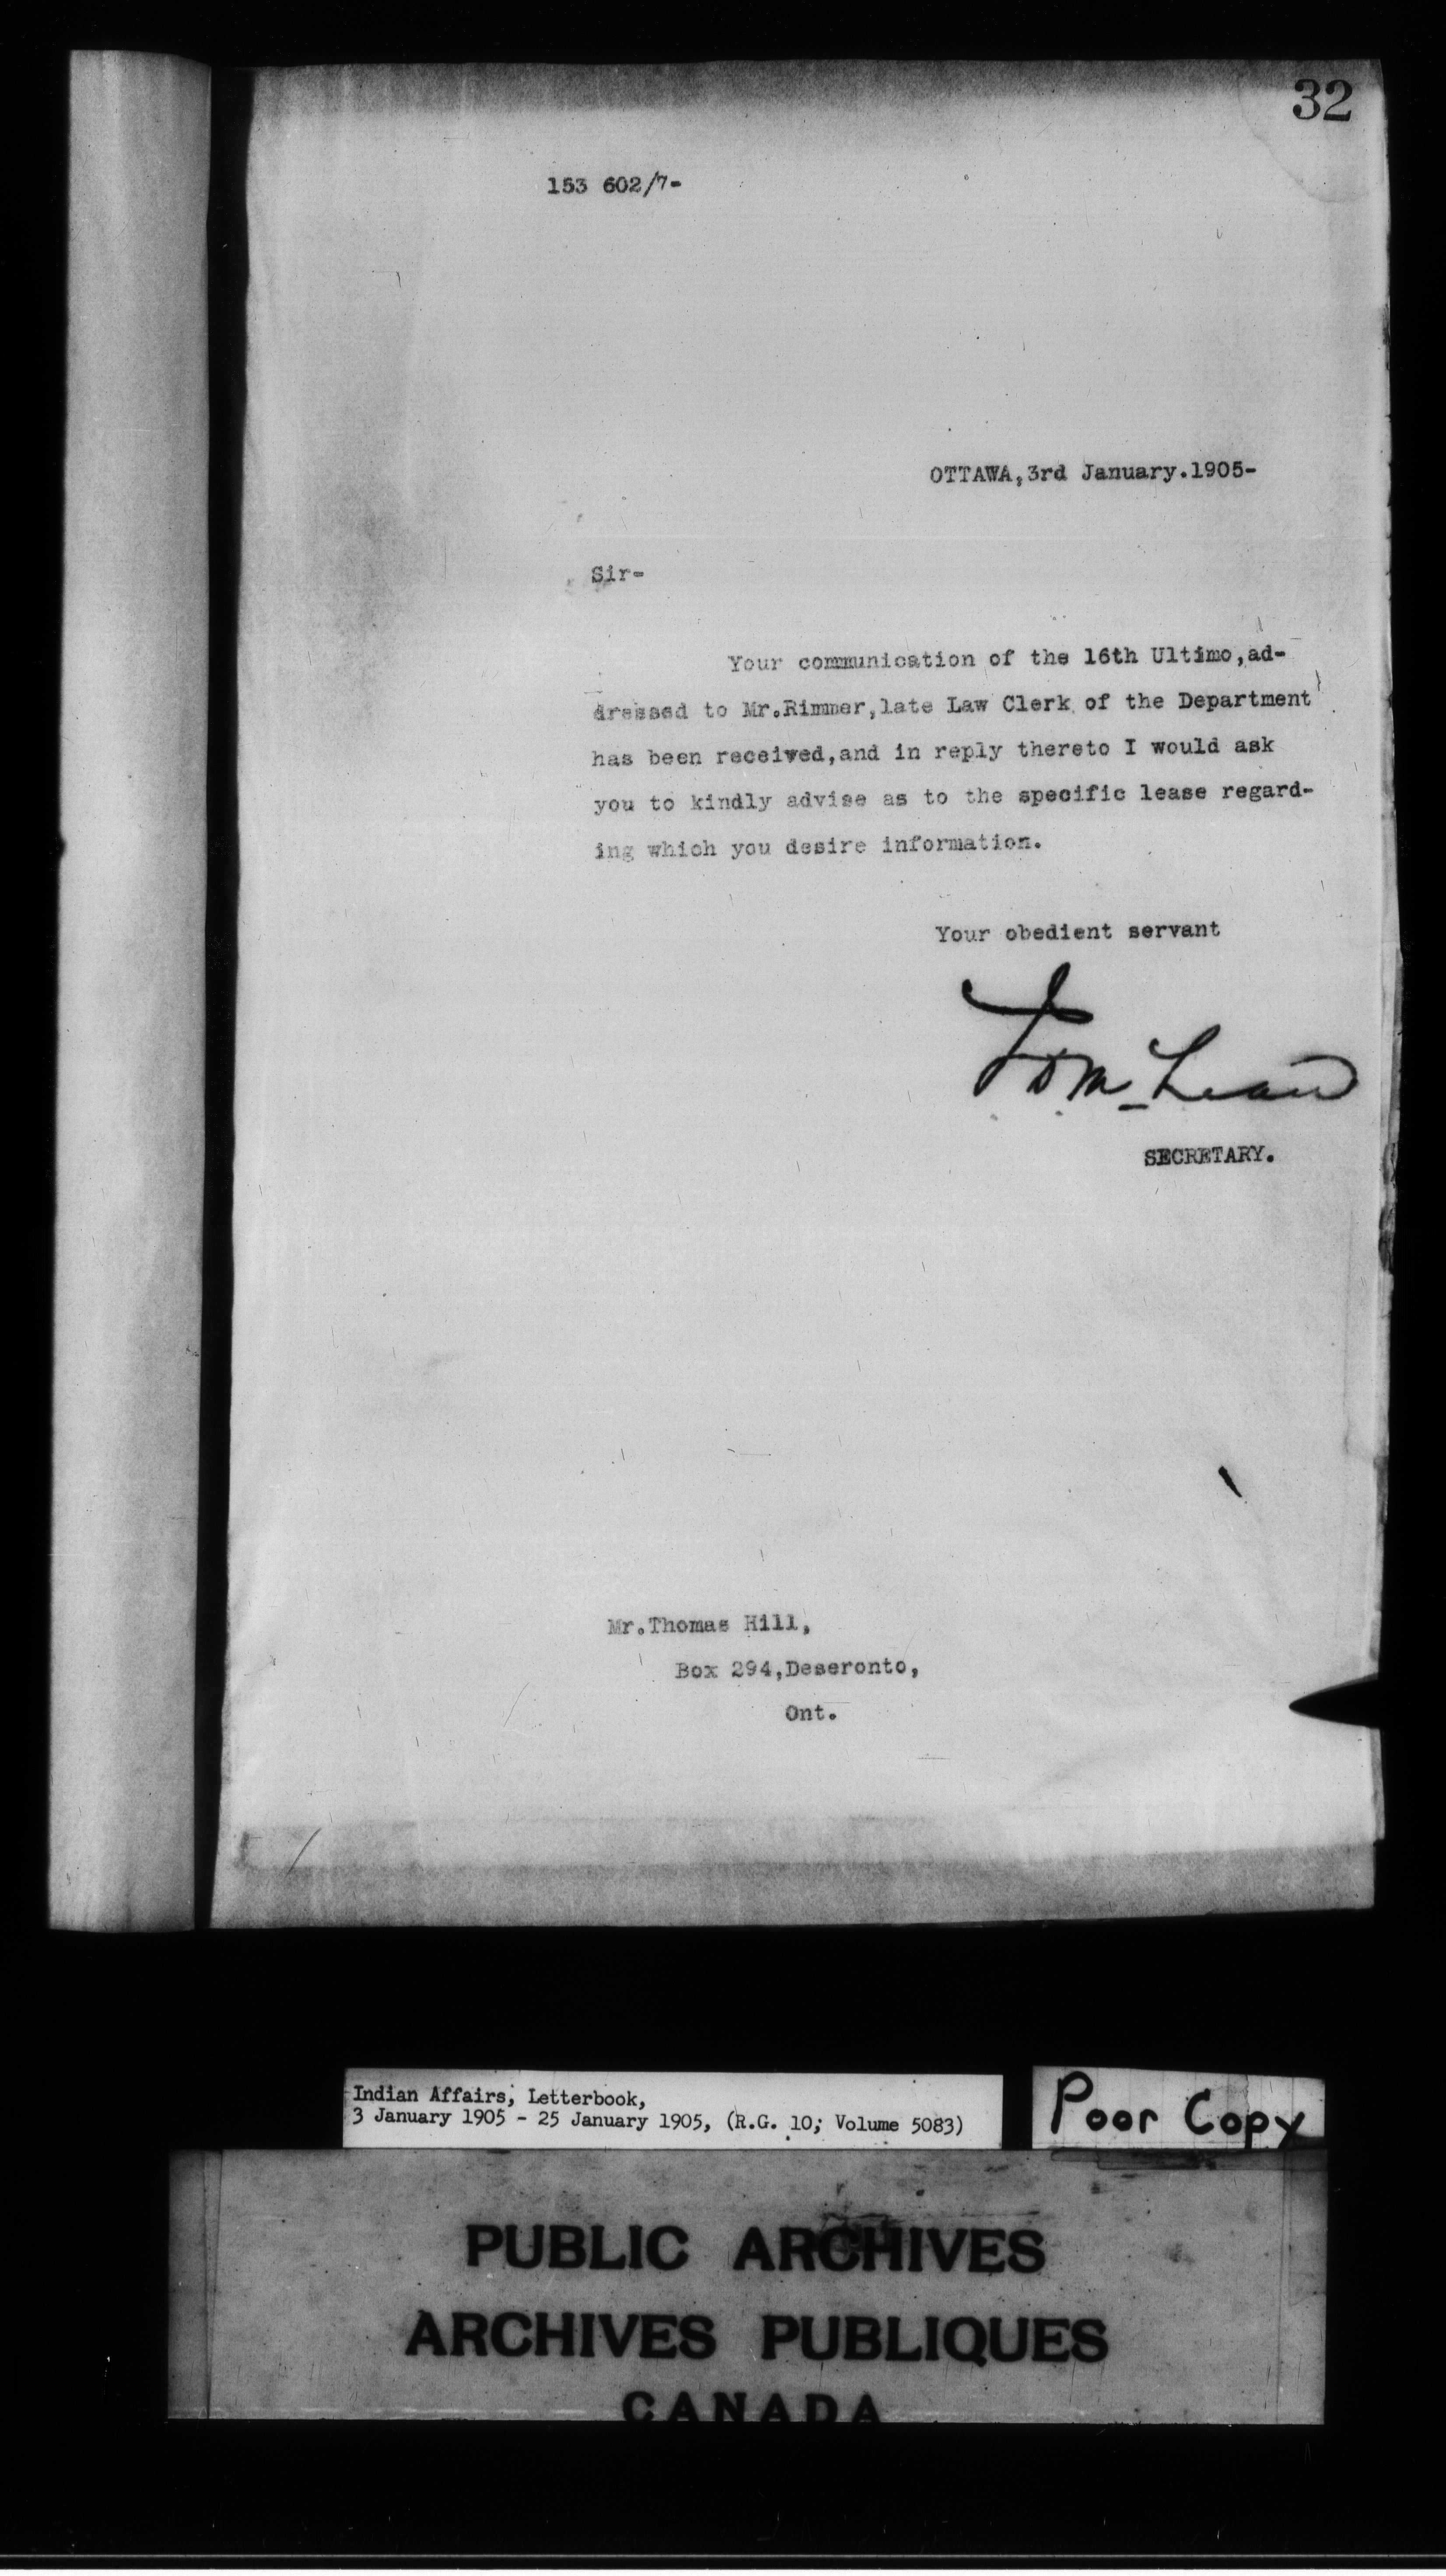 32
153 602/7-
OTTAWA,3rd January.1905-
Sir-
Your communication of the 16th Ultimo,ad-
dressed to Mr.Rimmer,late Law Clerk of the Department
has been received,and in reply thereto I would ask
you to kindly advise as to the specific lease regard-
ing which you desire information.
Your obedient servant
J D McLean
SECRETARY.
Mr.Thomas Hill,
Box 294,Deseronto,
Ont.
Indian Affairs, Letterbook,
3 January 1905 - 25 January 1905, (R.G. 10; Volume 5083)
Poor Copy
PUBLIC ARCHIVES
ARCHIVES PUBLIQUES
CANADA